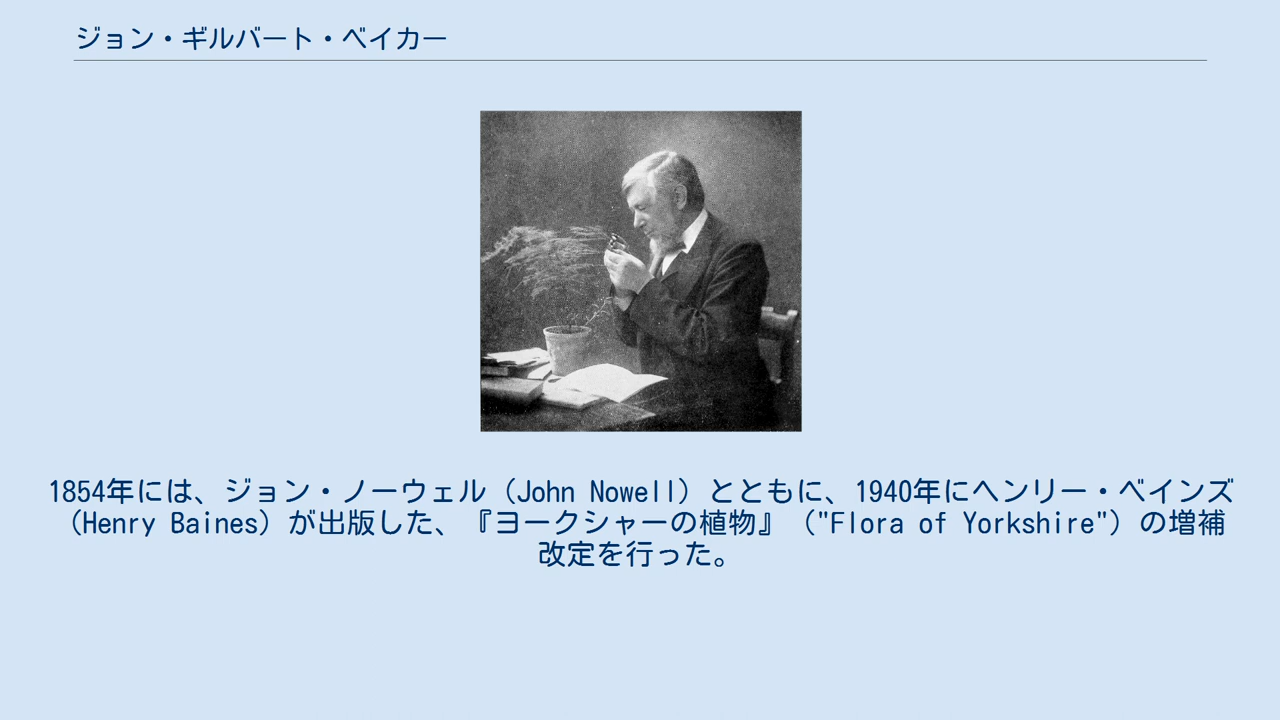 ジョン・ギルバート・ベイカー
1854年には、ジョン・ノーウェル（John Nowell）とともに、1940年にヘンリー・ベインズ
（Henry Baines）が出版した、『ヨークシャーの植物』（"Flora of Yorkshire"）の増補
改定を行った。